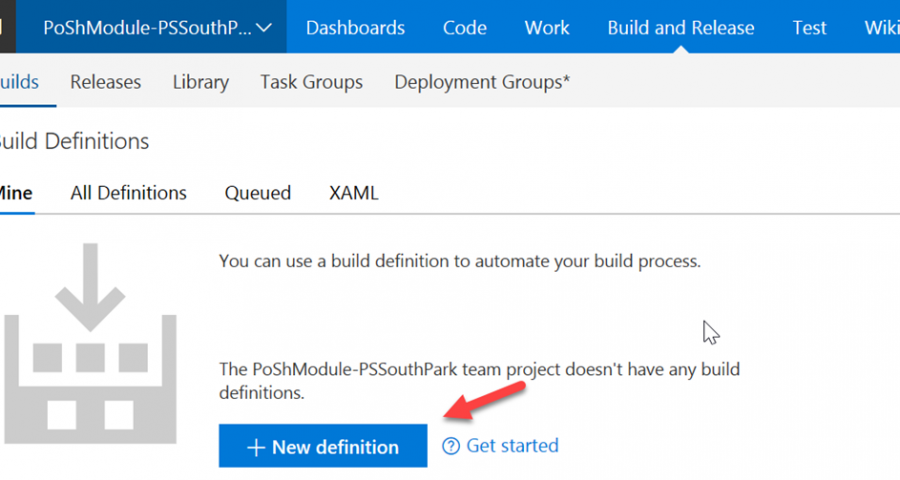 PoShModule-PSSouthP... Dashboards Code Work Build and Release Test Wiki
uilds Releases Library Task Groups Deployment Groups*
uild Definitions
Mine All Definitions Queued XAML
You can use a build definition to automate your build process.
The PoShModule-PSSouthPark team project doesn't have any build
definitions.
+ New definition ? Get started